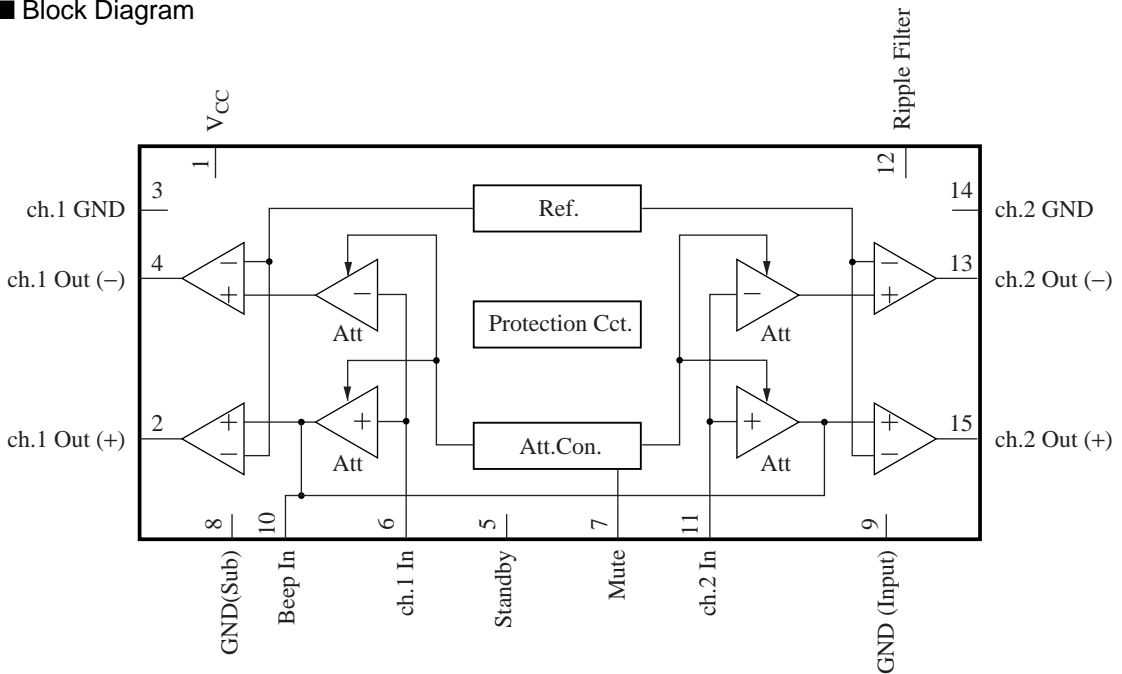 ■ Block Diagram
VCC
Ripple Filter
1
12
3
14
ch.1 GND
Ref.
ch.2 GND
4
13
ch.1 Out (−)
−
+
−
−
−
+
ch.2 Out (−)
Att
Protection Cct.
Att
2
15
ch.1 Out (+)
+
−
+
+
+
−
ch.2 Out (+)
Att
Att.Con.
Att
8
10
6
5
7
11
9
GND(Sub)
Beep In
ch.1 In
Standby
Mute
ch.2 In
GND (Input)